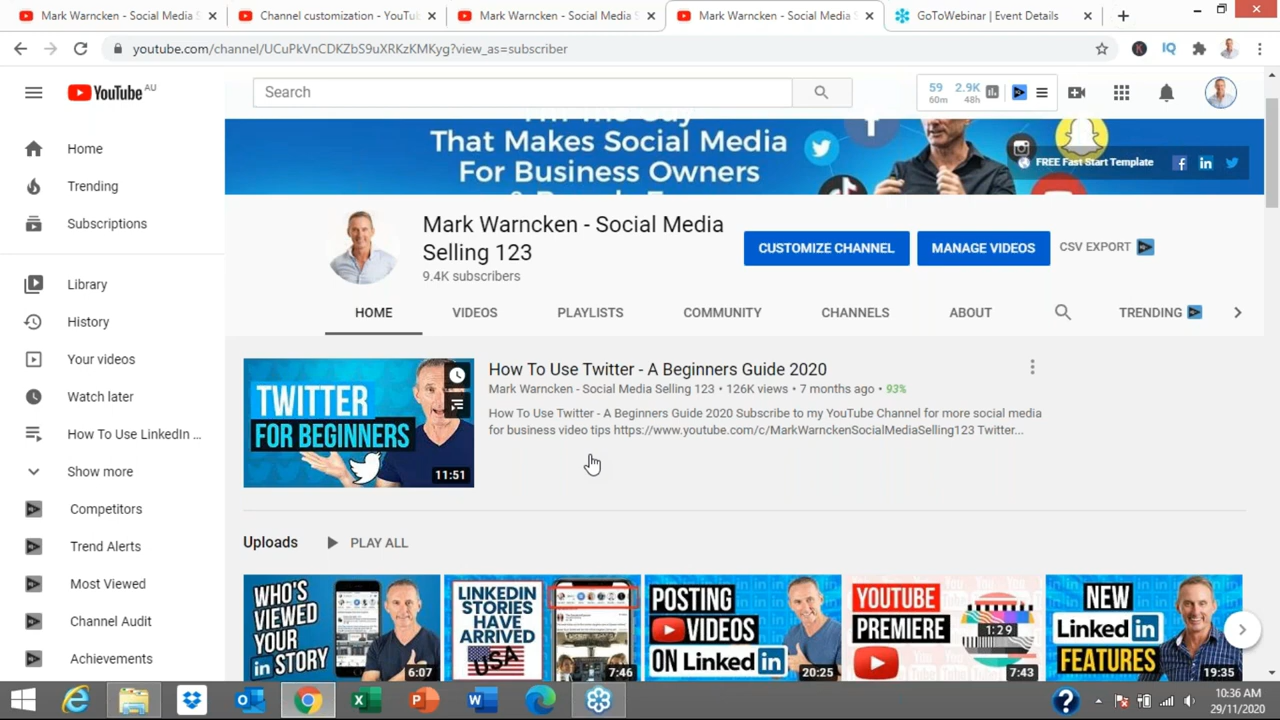 Mark Warncken - Social Media S
Channel customization - YouTu
Mark Warncken - Social Media S
Mark Warncken - Social Media S
GoToWebinar | Event Details
youtube.com/channel/UCuPkVnCDKZbS9uXRKzKMKyg?view_as=subscriber
IQ
YouTube AU
Search
59
60m
2.9K
48h
Home
Trending
Subscriptions
Library
History
Your videos
Watch later
How To Use LinkedIn ...
Show more
Competitors
Trend Alerts
Most Viewed
Channel Audit
Achievements
That Makes Social Media
For Business Owners
FREE Fast Start Template
Mark Warncken - Social Media
Selling 123
9.4K subscribers
CUSTOMIZE CHANNEL
MANAGE VIDEOS
CSV EXPORT
HOME
VIDEOS
PLAYLISTS
COMMUNITY
CHANNELS
ABOUT
TRENDING
TWITTER
FOR BEGINNERS
11:51
How To Use Twitter - A Beginners Guide 2020
Mark Warncken - Social Media Selling 123 • 126K views • 7 months ago • 93%
How To Use Twitter - A Beginners Guide 2020 Subscribe to my YouTube Channel for more social media
for business video tips https://www.youtube.com/c/MarkWarnckenSocialMediaSelling123 Twitter...
Uploads
PLAY ALL
WHO'S
VIEWED
YOUR
in STORY
6:07
LINKEDIN
STORIES
HAVE
ARRIVED
USA
7:46
POSTING
VIDEOS
ON Linked in
20:25
YOUTUBE
PREMIERE
1:29
7:43
NEW
Linked in
FEATURES
19:35
10:36 AM
29/11/2020